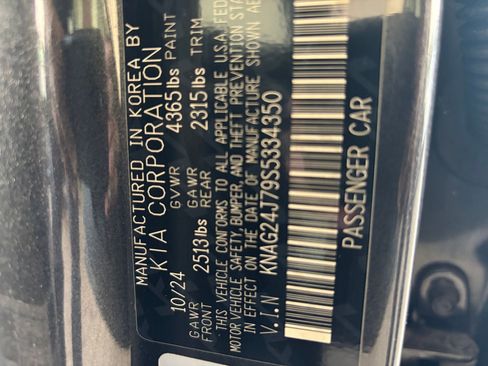 MANUFACTURED IN KOREA BY
KIA CORPORATION
10/24 GVWR 4365lbs PAINT
GAWR FRONT 2513lbs GAWR REAR 2315lbs TRIM
THIS VEHICLE CONFORMS TO ALL APPLICABLE U.S.A. FED
MOTOR VEHICLE SAFETY, BUMPER, AND THEFT PREVENTION STA
IN EFFECT ON THE DATE OF MANUFACTURE SHOWN AB
V.I.N KNAG24J79S5334350
PASSENGER CAR